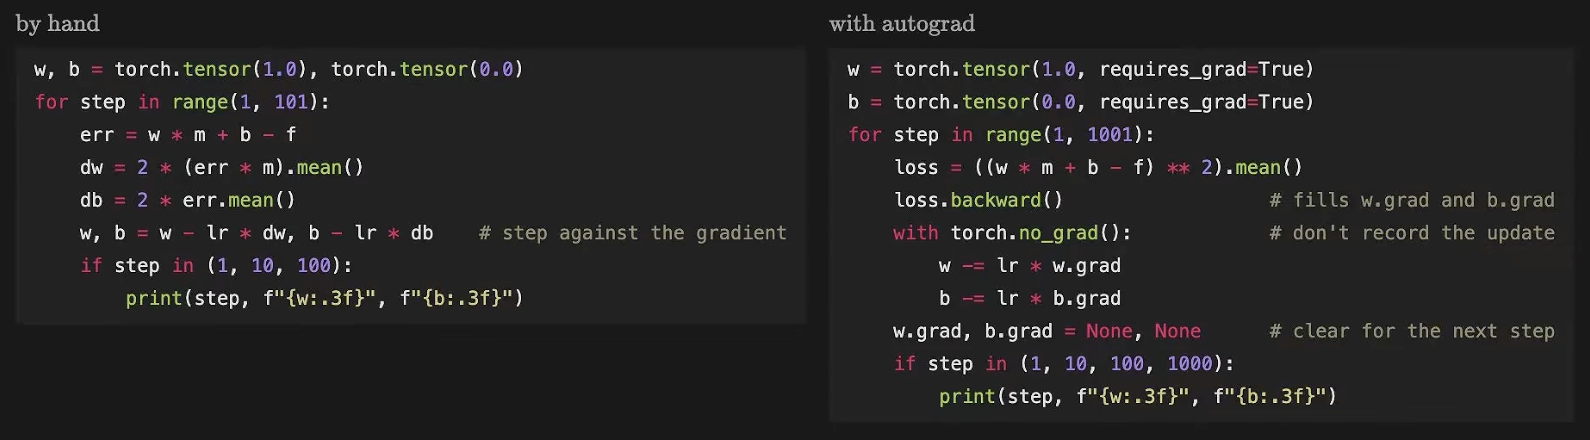 by hand
w, b = torch.tensor(1.0), torch.tensor(0.0)
for step in range(1, 101):
    err = w * m + b - f
    dw = 2 * (err * m).mean()
    db = 2 * err.mean()
    w, b = w - lr * dw, b - lr * db    # step against the gradient
    if step in (1, 10, 100):
        print(step, f"{w:.3f}", f"{b:.3f}")
with autograd
w = torch.tensor(1.0, requires_grad=True)
b = torch.tensor(0.0, requires_grad=True)
for step in range(1, 1001):
    loss = ((w * m + b - f) ** 2).mean()
    loss.backward()                  # fills w.grad and b.grad
    with torch.no_grad():            # don't record the update
        w -= lr * w.grad
        b -= lr * b.grad
    w.grad, b.grad = None, None      # clear for the next step
    if step in (1, 10, 100, 1000):
        print(step, f"{w:.3f}", f"{b:.3f}")